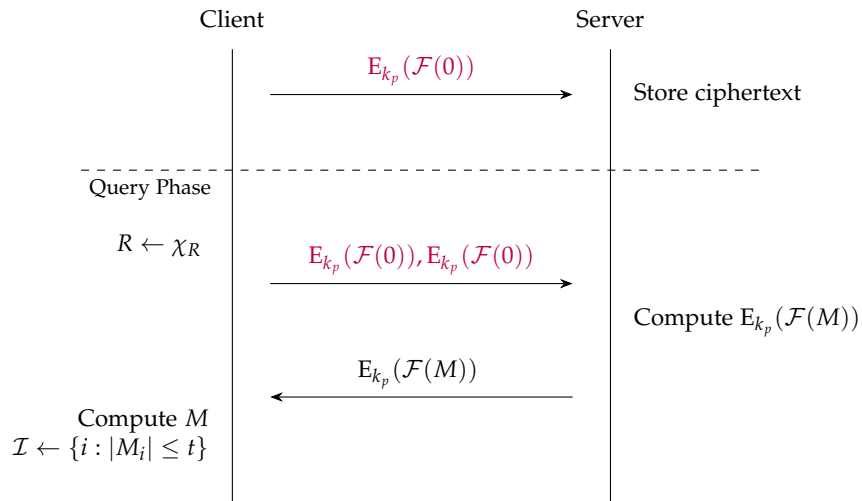 Client Server
E_{k_p}(ℱ(0))
Store ciphertext
Query Phase
R ← χ_R
E_{k_p}(ℱ(0)), E_{k_p}(ℱ(0))
Compute E_{k_p}(ℱ(M))
E_{k_p}(ℱ(M))
Compute M
ℐ ← {i : |M_i| ≤ t}